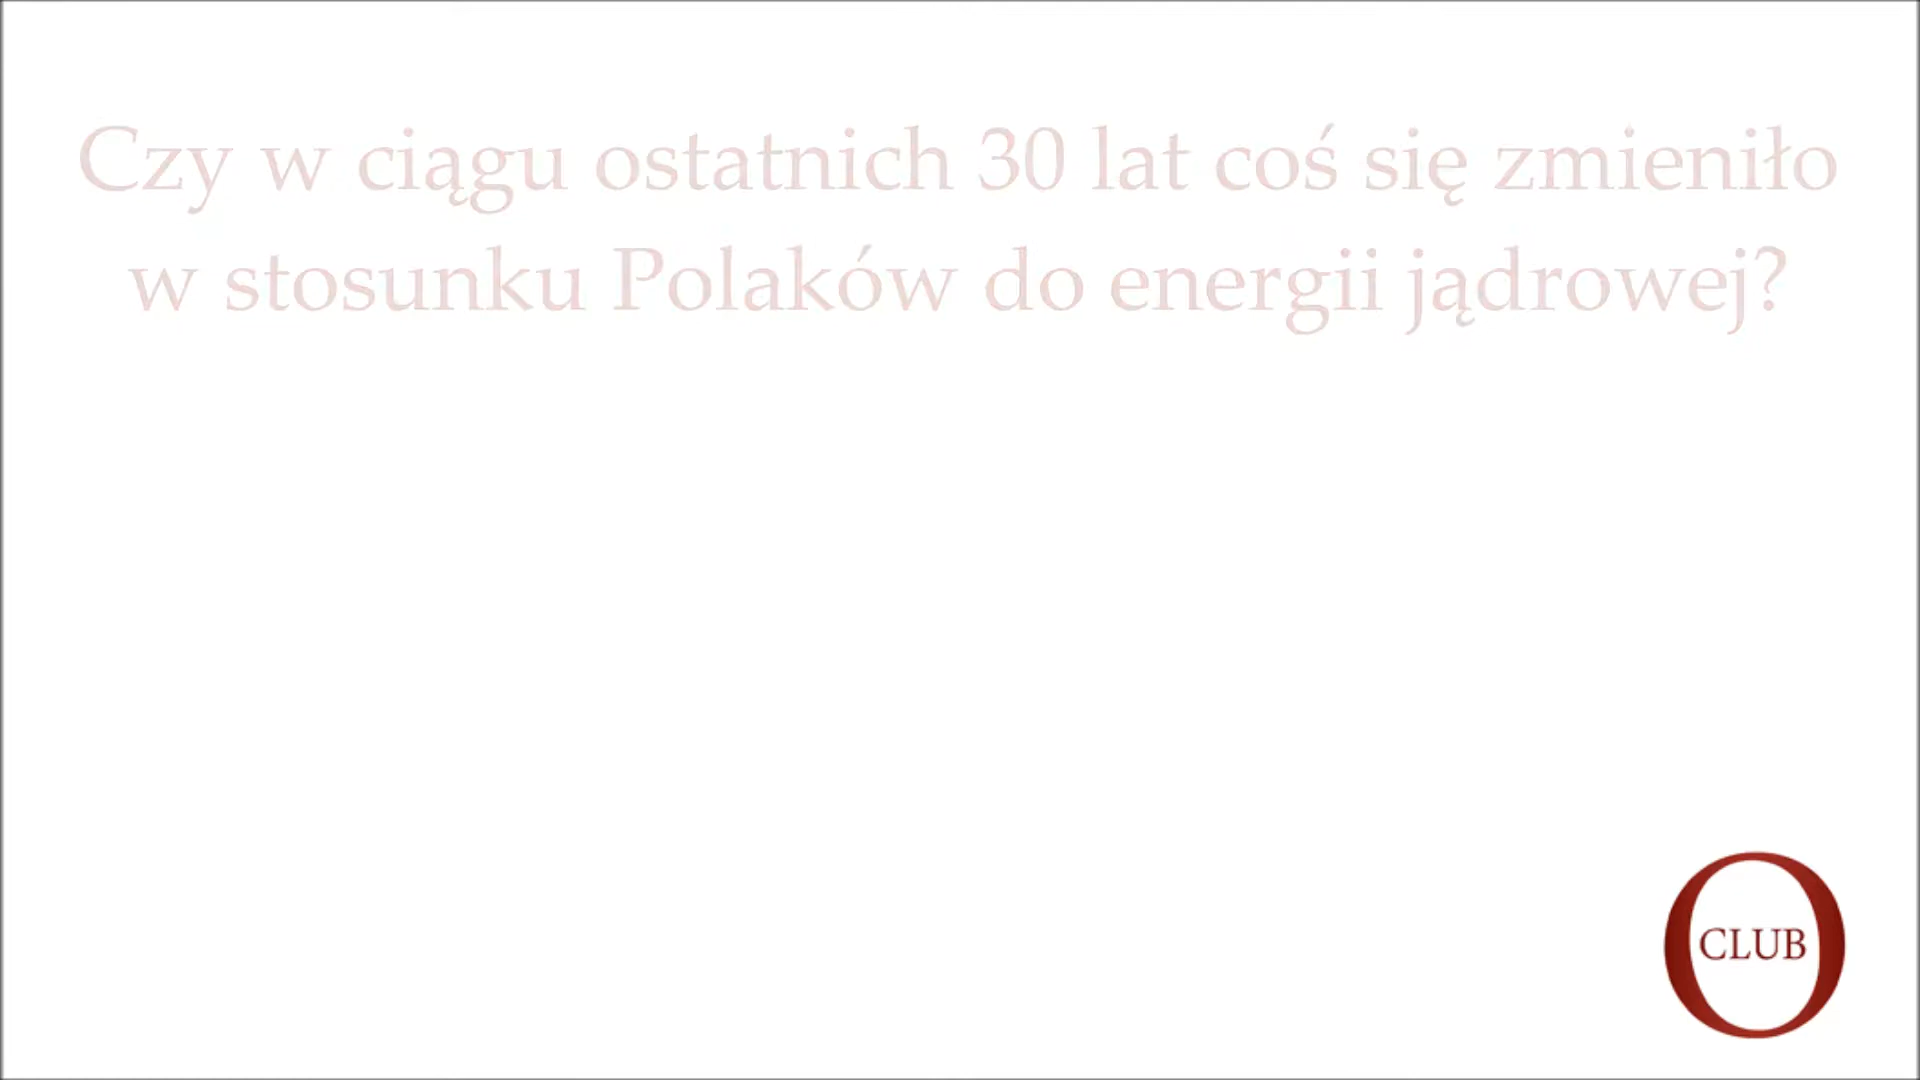 Czy w ciągu ostatnich 30 lat coś się zmieniło
w stosunku Polaków do energii jądrowej?
O
CLUB